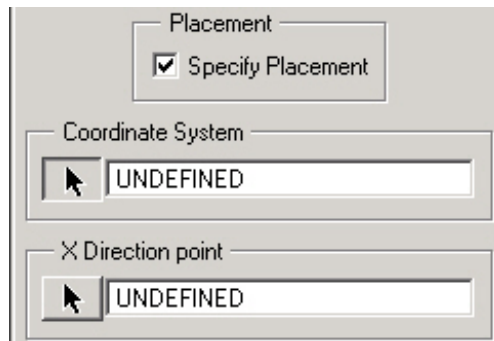 Placement
Specify Placement
Coordinate System
UNDEFINED
X Direction point
UNDEFINED